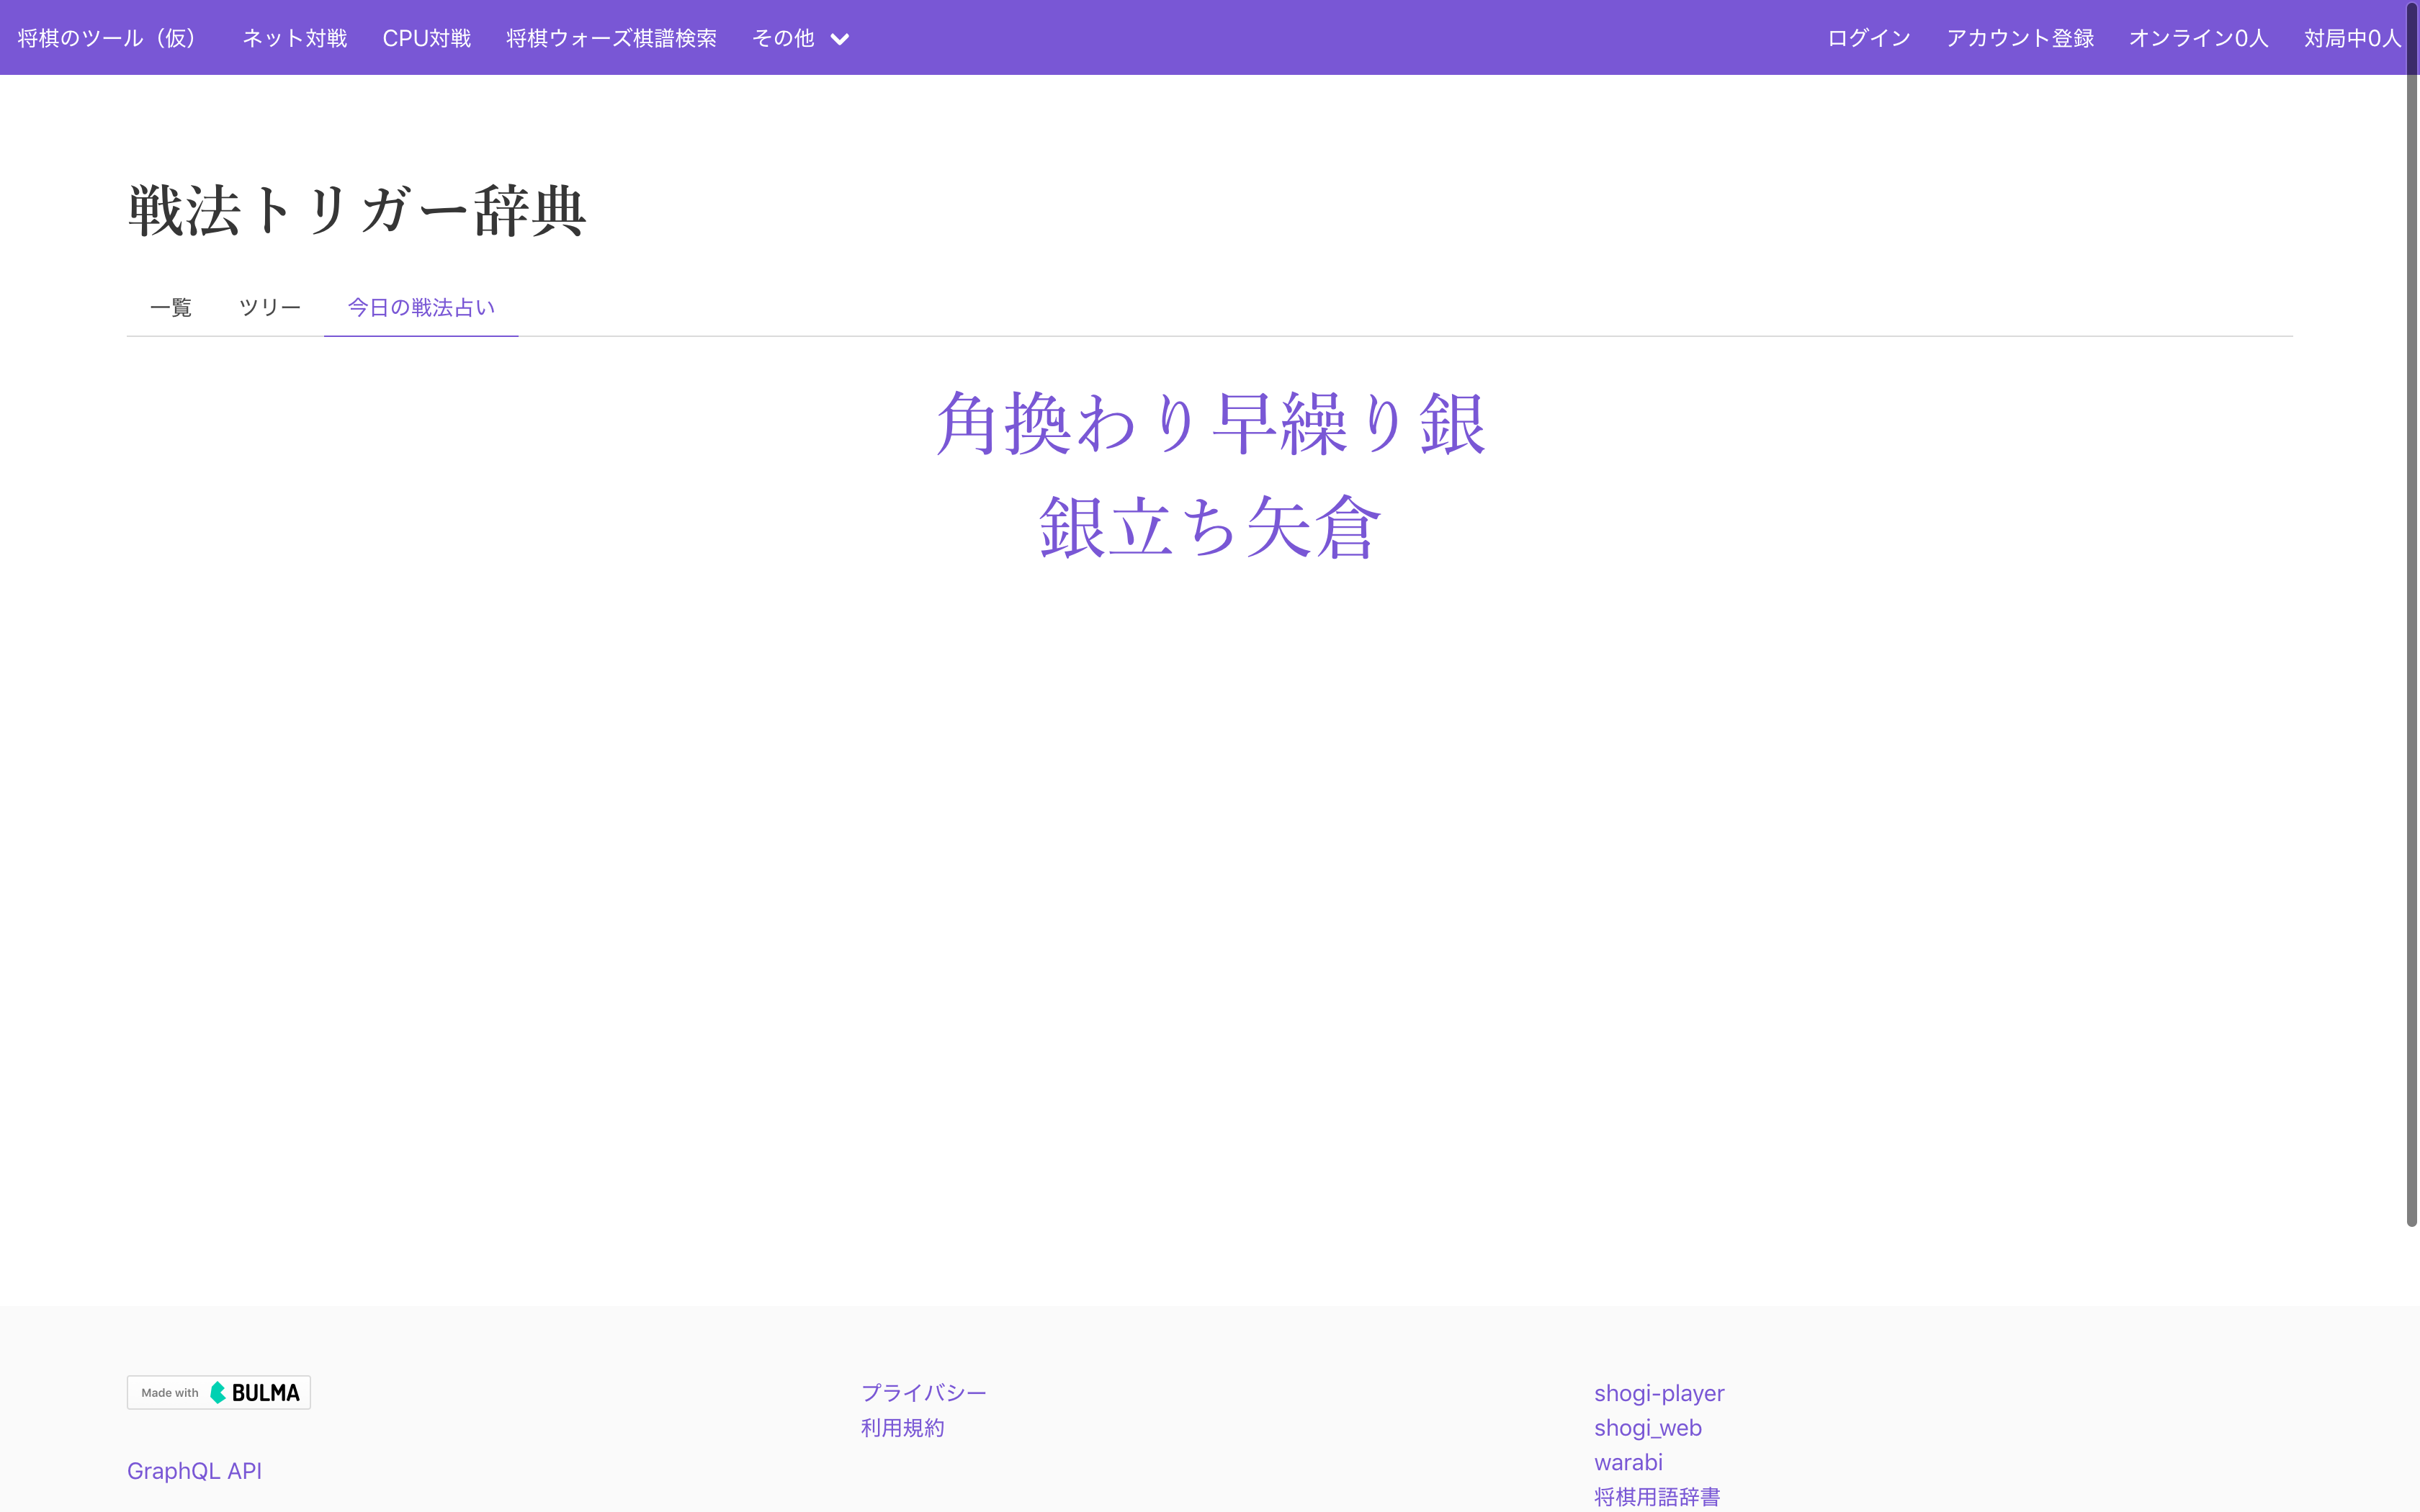 将棋のツール（仮） ネット対戦 CPU対戦 将棋ウォーズ棋譜検索 その他 ログイン アカウント登録 オンライン0人 対局中0人
戦法トリガー辞典
一覧 ツリー 今日の戦法占い
角換わり早繰り銀
銀立ち矢倉
Made with BULMA
GraphQL API
プライバシー
利用規約
shogi-player
shogi_web
warabi
将棋用語辞書